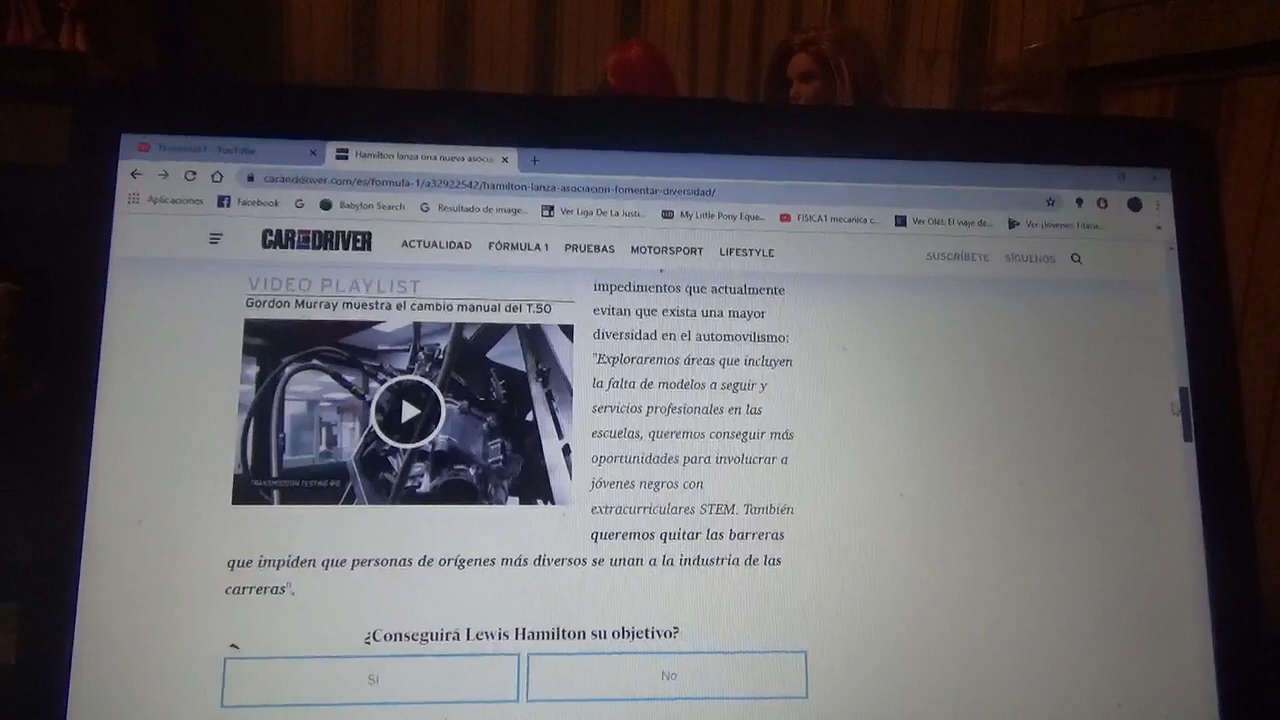 YouTube
Hamilton lanza una nueva asocia
caranddriver.com/es/formula-1/a32922542/hamilton-lanza-asociacion-fomentar-diversidad/
Aplicaciones Facebook Babylon Search Resultado de image... Ver Liga De La Justi... My Little Pony Eque... FISICA1 mecanica c... Ver Olét. El viaje de... Ver Jóvenes Titane...
CAR AND DRIVER ACTUALIDAD FÓRMULA 1 PRUEBAS MOTORSPORT LIFESTYLE SUSCRÍBETE SÍGUENOS
VIDEO PLAYLIST
Gordon Murray muestra el cambio manual del T.50
TRANSMISSION TESTING RIG
impedimentos que actualmente
evitan que exista una mayor
diversidad en el automovilismo:
"Exploraremos áreas que incluyen
la falta de modelos a seguir y
servicios profesionales en las
escuelas, queremos conseguir más
oportunidades para involucrar a
jóvenes negros con
extracurriculares STEM. También
queremos quitar las barreras
que impiden que personas de orígenes más diversos se unan a la industria de las
carreras".
¿Conseguirá Lewis Hamilton su objetivo?
Sí No